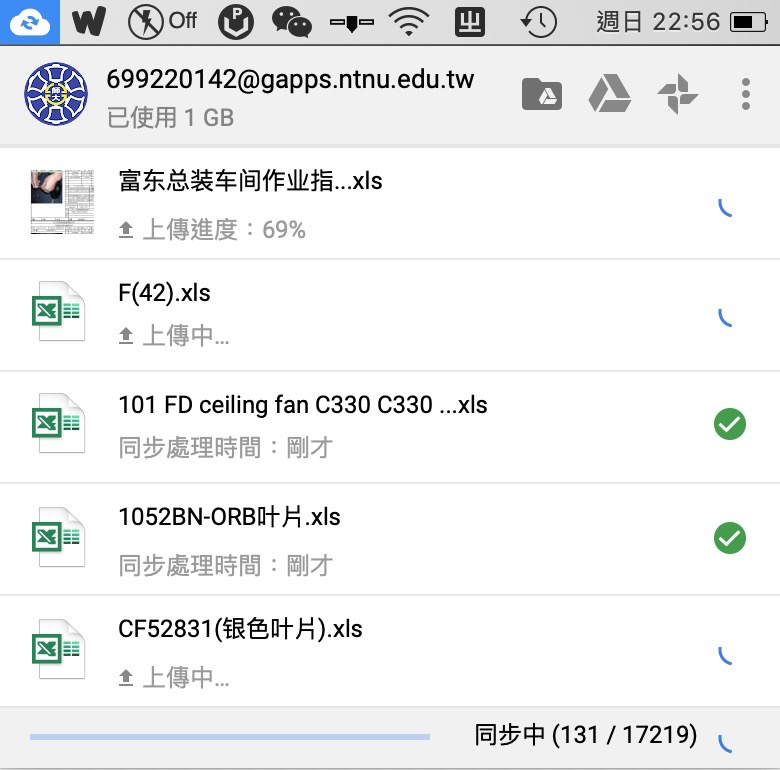 Off
週日 22:56
699220142@gapps.ntnu.edu.tw
已使用 1 GB
富东总装车间作业指...xls
上傳進度：69%
F(42).xls
上傳中...
101 FD ceiling fan C330 C330 ...xls
同步處理時間：剛才
1052BN-ORB叶片.xls
同步處理時間：剛才
CF52831(银色叶片).xls
上傳中...
同步中 (131 / 17219)